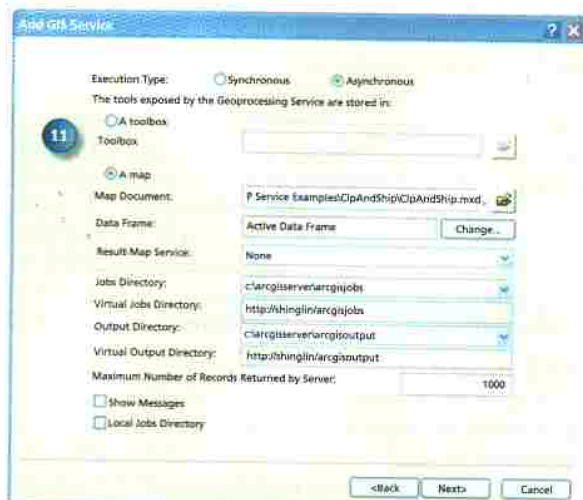 Add GIS Service
Execution Type: Synchronous Asynchronous
The tools exposed by the Geoprocessing Service are stored in:
A toolbox
11
Toolbox
A map
Map Document: P Service Examples\ClpAndShip\ClpAndShip.mxd
Data Frame: Active Data Frame Change...
Result Map Service: None
Jobs Directory: c:\arcgisserver\arcgisjobs
Virtual Jobs Directory: http://shinglin/arcgisjobs
Output Directory: c:\arcgisserver\arcgisoutput
Virtual Output Directory: http://shinglin/arcgisoutput
Maximum Number of Records Returned by Server: 1000
Show Messages
Local Jobs Directory
<Back Next> Cancel